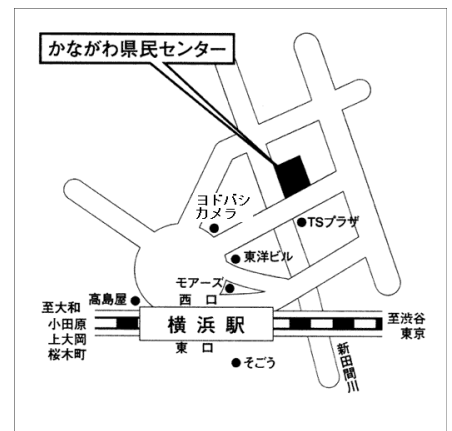 かながわ県民センター
ヨドバシ
カメラ
TSプラザ
東洋ビル
モアーズ
高島屋
西口
至大和
小田原
上大岡
桜木町
横浜駅
至渋谷
東京
東口
そごう
新田間川